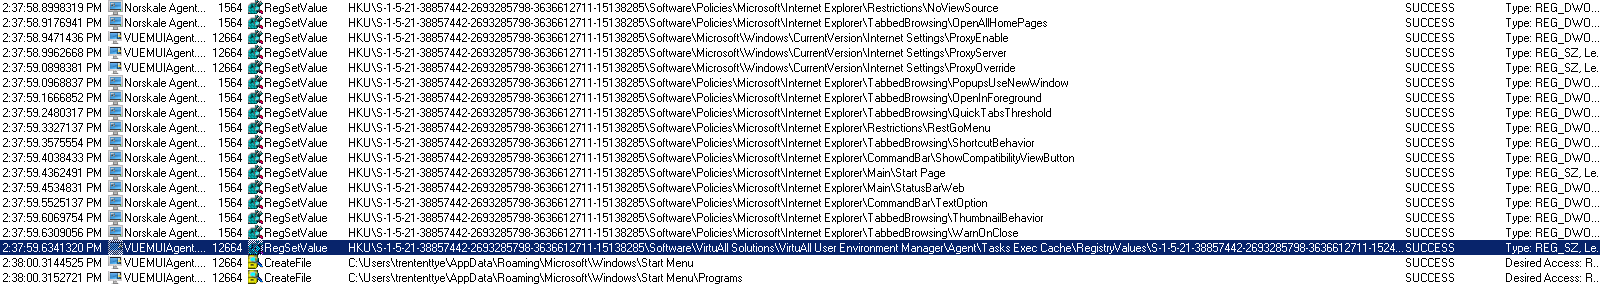 2:37:58.8998319 PM Norskale Agent... 1564 RegSetValue HKU\S-1-5-21-38857442-2693285798-3636612711-15138285\Software\Policies\Microsoft\Internet Explorer\Restrictions\NoViewSource SUCCESS Type: REG_DWO...
2:37:58.9176941 PM Norskale Agent... 1564 RegSetValue HKU\S-1-5-21-38857442-2693285798-3636612711-15138285\Software\Policies\Microsoft\Internet Explorer\TabbedBrowsing\OpenAllHomePages SUCCESS Type: REG_DWO...
2:37:58.9471436 PM VUEMUIAgent.... 12664 RegSetValue HKU\S-1-5-21-38857442-2693285798-3636612711-15138285\Software\Microsoft\Windows\CurrentVersion\Internet Settings\ProxyEnable SUCCESS Type: REG_DWO...
2:37:58.9962668 PM VUEMUIAgent.... 12664 RegSetValue HKU\S-1-5-21-38857442-2693285798-3636612711-15138285\Software\Microsoft\Windows\CurrentVersion\Internet Settings\ProxyServer SUCCESS Type: REG_SZ, Le...
2:37:59.0898381 PM VUEMUIAgent.... 12664 RegSetValue HKU\S-1-5-21-38857442-2693285798-3636612711-15138285\Software\Microsoft\Windows\CurrentVersion\Internet Settings\ProxyOverride SUCCESS Type: REG_SZ, Le...
2:37:59.0968837 PM Norskale Agent... 1564 RegSetValue HKU\S-1-5-21-38857442-2693285798-3636612711-15138285\Software\Policies\Microsoft\Internet Explorer\TabbedBrowsing\PopupsUseNewWindow SUCCESS Type: REG_DWO...
2:37:59.1666852 PM Norskale Agent... 1564 RegSetValue HKU\S-1-5-21-38857442-2693285798-3636612711-15138285\Software\Policies\Microsoft\Internet Explorer\TabbedBrowsing\OpenInForeground SUCCESS Type: REG_DWO...
2:37:59.2480317 PM Norskale Agent... 1564 RegSetValue HKU\S-1-5-21-38857442-2693285798-3636612711-15138285\Software\Policies\Microsoft\Internet Explorer\TabbedBrowsing\QuickTabsThreshold SUCCESS Type: REG_DWO...
2:37:59.3327137 PM Norskale Agent... 1564 RegSetValue HKU\S-1-5-21-38857442-2693285798-3636612711-15138285\Software\Policies\Microsoft\Internet Explorer\Restrictions\RestGoMenu SUCCESS Type: REG_DWO...
2:37:59.3575554 PM Norskale Agent... 1564 RegSetValue HKU\S-1-5-21-38857442-2693285798-3636612711-15138285\Software\Policies\Microsoft\Internet Explorer\TabbedBrowsing\ShortcutBehavior SUCCESS Type: REG_DWO...
2:37:59.4038433 PM Norskale Agent... 1564 RegSetValue HKU\S-1-5-21-38857442-2693285798-3636612711-15138285\Software\Policies\Microsoft\Internet Explorer\CommandBar\ShowCompatibilityViewButton SUCCESS Type: REG_DWO...
2:37:59.4362491 PM Norskale Agent... 1564 RegSetValue HKU\S-1-5-21-38857442-2693285798-3636612711-15138285\Software\Policies\Microsoft\Internet Explorer\Main\Start Page SUCCESS Type: REG_SZ, Le...
2:37:59.4534831 PM Norskale Agent... 1564 RegSetValue HKU\S-1-5-21-38857442-2693285798-3636612711-15138285\Software\Policies\Microsoft\Internet Explorer\Main\StatusBarWeb SUCCESS Type: REG_DWO...
2:37:59.5525137 PM Norskale Agent... 1564 RegSetValue HKU\S-1-5-21-38857442-2693285798-3636612711-15138285\Software\Policies\Microsoft\Internet Explorer\CommandBar\TextOption SUCCESS Type: REG_DWO...
2:37:59.6069754 PM Norskale Agent... 1564 RegSetValue HKU\S-1-5-21-38857442-2693285798-3636612711-15138285\Software\Policies\Microsoft\Internet Explorer\TabbedBrowsing\ThumbnailBehavior SUCCESS Type: REG_DWO...
2:37:59.6309056 PM Norskale Agent... 1564 RegSetValue HKU\S-1-5-21-38857442-2693285798-3636612711-15138285\Software\Policies\Microsoft\Internet Explorer\TabbedBrowsing\WarnOnClose SUCCESS Type: REG_DWO...
2:37:59.6341320 PM VUEMUIAgent.... 12664 RegSetValue HKU\S-1-5-21-38857442-2693285798-3636612711-15138285\Software\VirtuAll Solutions\VirtuAll User Environment Manager\Agent\Tasks Exec Cache\RegistryValues\S-1-5-21-38857442-2693285798-3636612711-1524... SUCCESS Type: REG_SZ, Le...
2:38:00.3144525 PM VUEMUIAgent.... 12664 CreateFile C:\Users\trententtye\AppData\Roaming\Microsoft\Windows\Start Menu SUCCESS Desired Access: R...
2:38:00.3152721 PM VUEMUIAgent.... 12664 CreateFile C:\Users\trententtye\AppData\Roaming\Microsoft\Windows\Start Menu\Programs SUCCESS Desired Access: R...